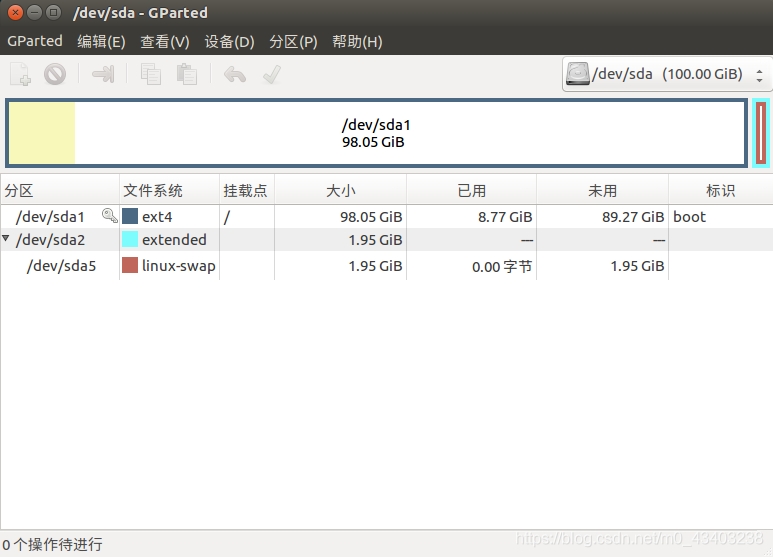 /dev/sda - GParted
GParted 编辑(E) 查看(V) 设备(D) 分区(P) 帮助(H)
/dev/sda (100.00 GiB)
/dev/sda1
98.05 GiB
分区 文件系统 挂载点 大小 已用 未用 标识
/dev/sda1 ext4 / 98.05 GiB 8.77 GiB 89.27 GiB boot
/dev/sda2 extended 1.95 GiB --- ---
/dev/sda5 linux-swap 1.95 GiB 0.00 字节 1.95 GiB
0 个操作待进行
https://blog.csdn.net/m0_43403238